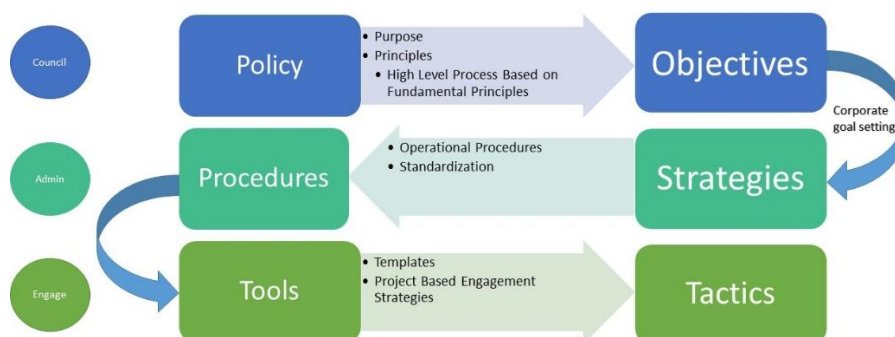 Council
Policy
• Purpose
• Principles
• High Level Process Based on
Fundamental Principles
Objectives
Corporate
goal setting
Admin
Procedures
• Operational Procedures
• Standardization
Strategies
Engage
Tools
• Templates
• Project Based Engagement
Strategies
Tactics